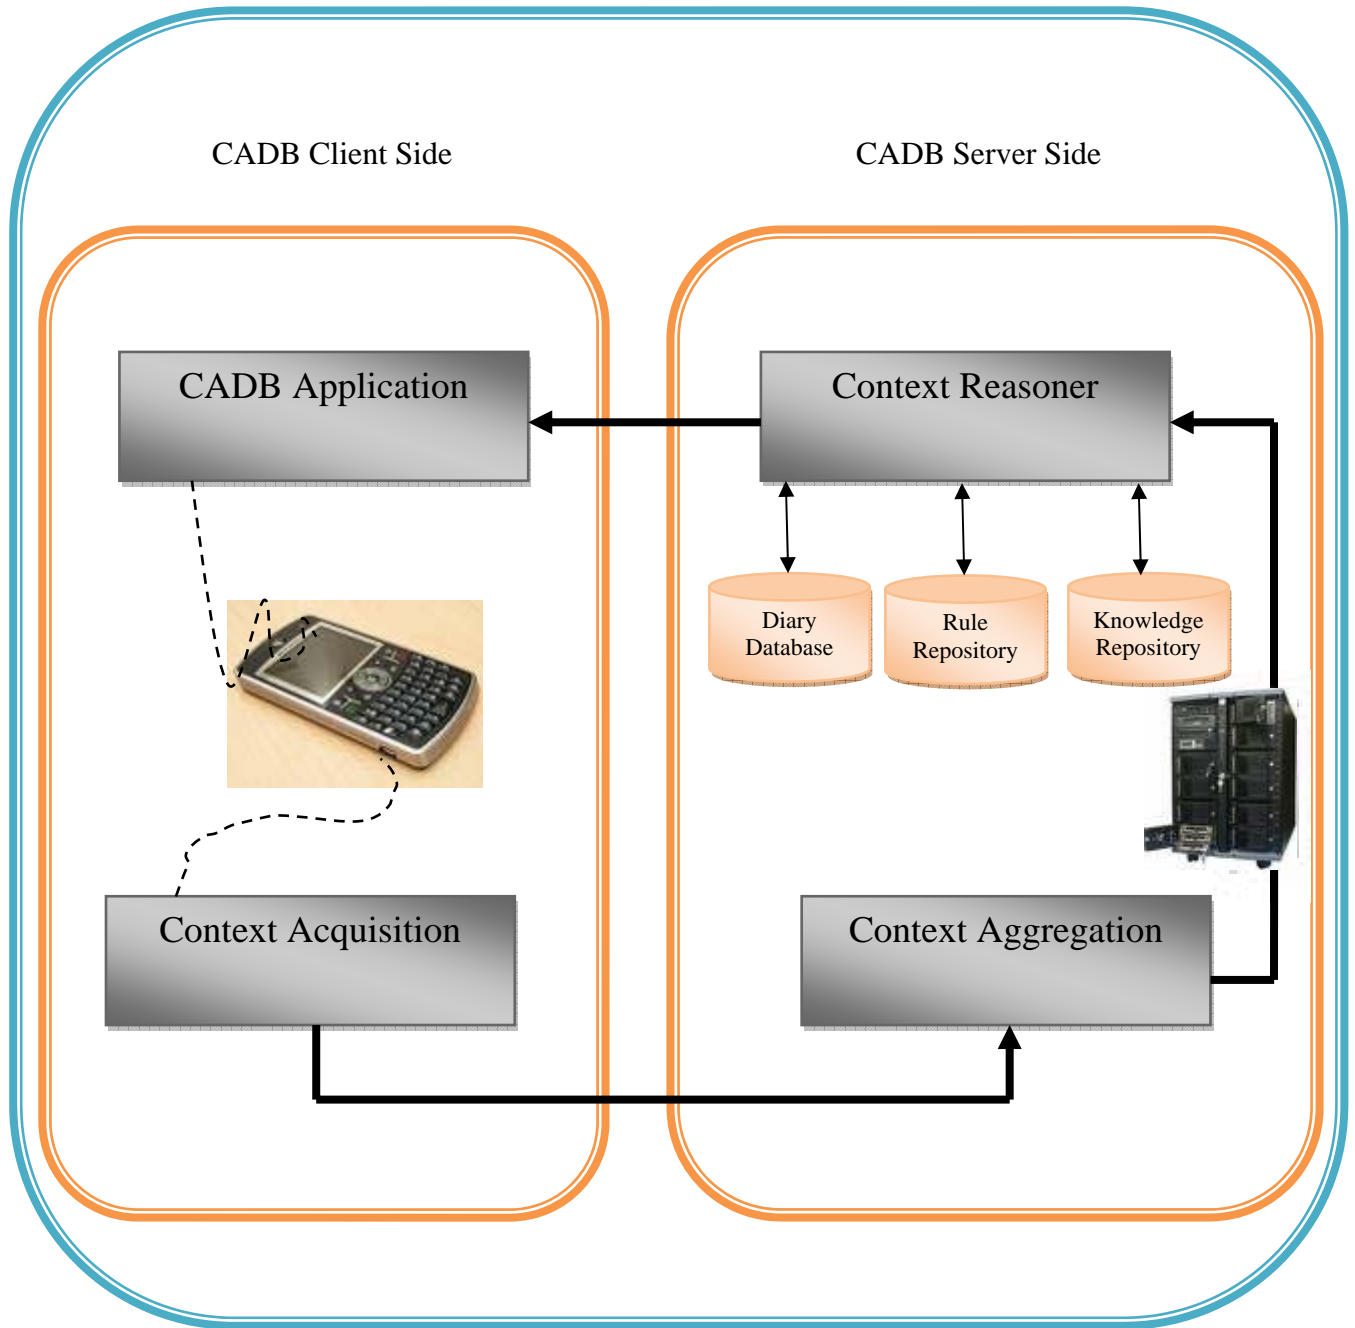 CADB Client Side
CADB Server Side
CADB Application
Context Reasoner
Diary
Database
Rule
Repository
Knowledge
Repository
Context Acquisition
Context Aggregation